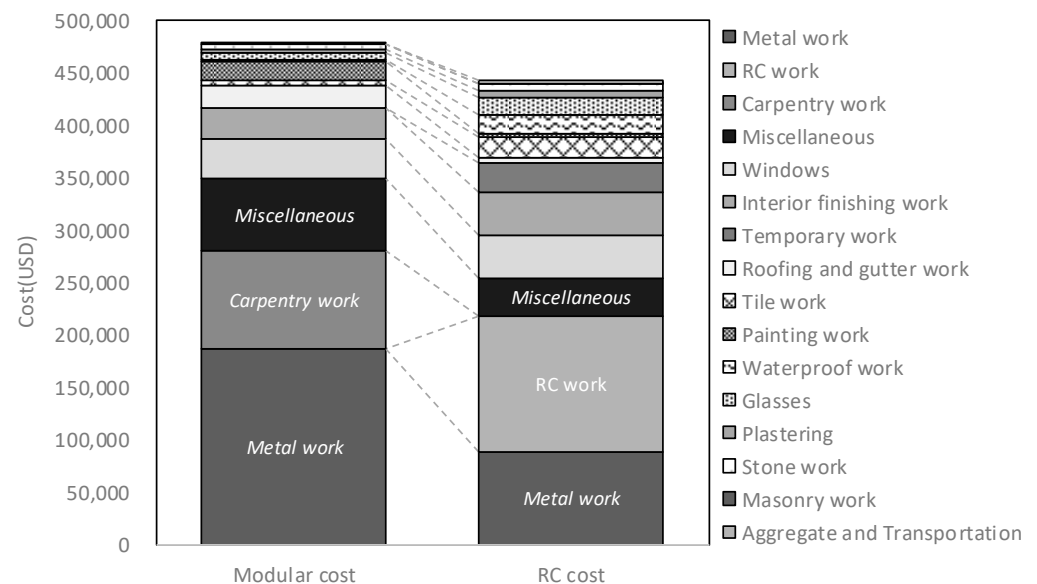 500,000
450,000
400,000
350,000
300,000
250,000
200,000
150,000
100,000
50,000
0
Cost(USD)
Miscellaneous
Carpentry work
Metal work
Miscellaneous
RC work
Metal work
Modular cost
RC cost
Metal work
RC work
Carpentry work
Miscellaneous
Windows
Interior finishing work
Temporary work
Roofing and gutter work
Tile work
Painting work
Waterproof work
Glasses
Plastering
Stone work
Masonry work
Aggregate and Transportation